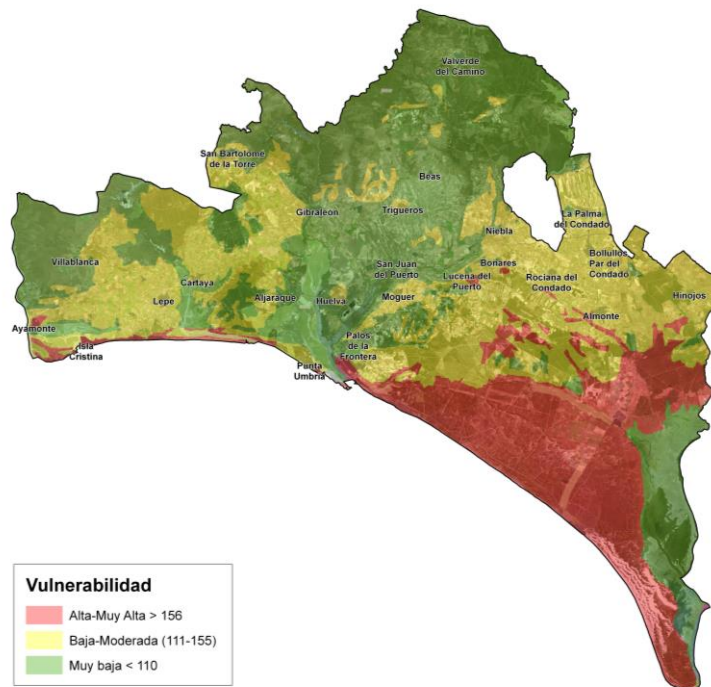 Valverde
del Camino
San Bartolome
de la Torre
Beas
Gibraleon
Trigueros
La Palma
del Condado
Niebla
Villablanca
San Juan
del Puerto
Bonares
Bollullos
Par del
Condado
Cartaya
Lucena del
Puerto
Rociana del
Condado
Lepe
Aljaraque
Huelva
Moguer
Hinojos
Almonte
Ayamonte
Isla
Cristina
Palos
de la
Frontera
Punta
Umbria
Vulnerabilidad
Alta-Muy Alta > 156
Baja-Moderada (111-155)
Muy baja < 110